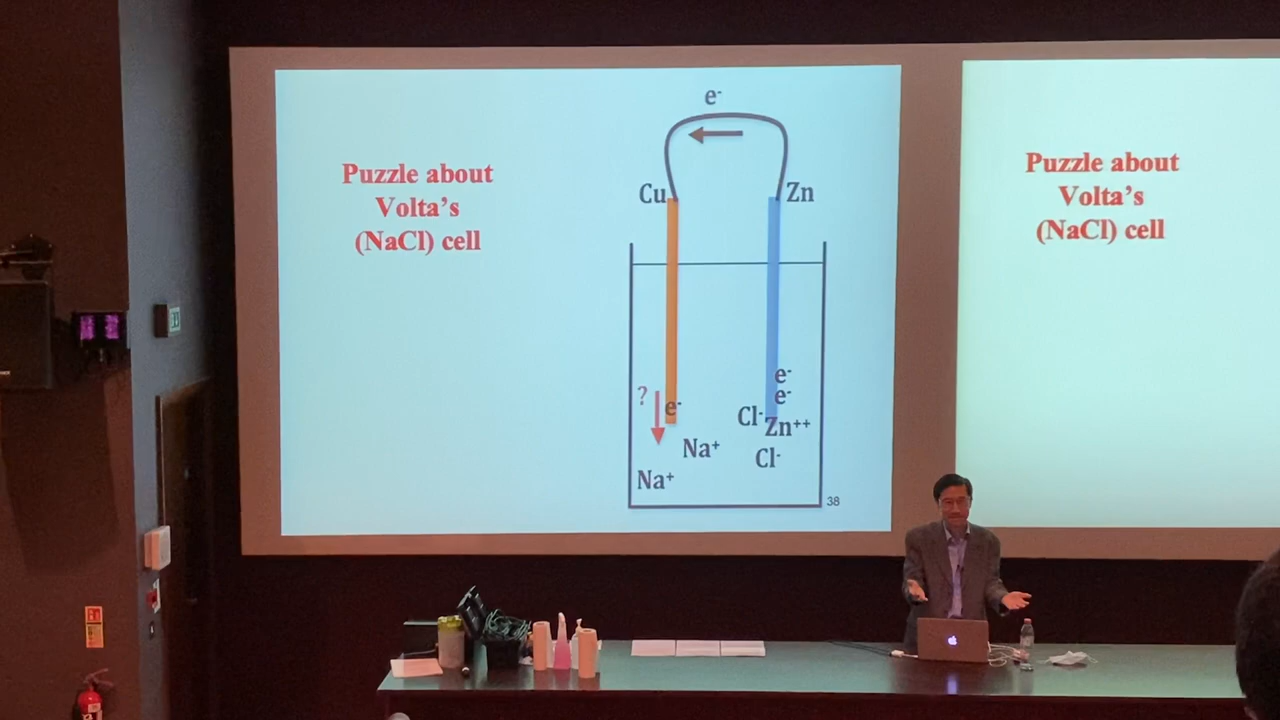 Puzzle about
Volta's
(NaCl) cell
e⁻
Cu
Zn
e⁻
e⁻
? e⁻
Cl⁻
Zn⁺⁺
Na⁺
Cl⁻
Na⁺
38
Puzzle about
Volta's
(NaCl) cell